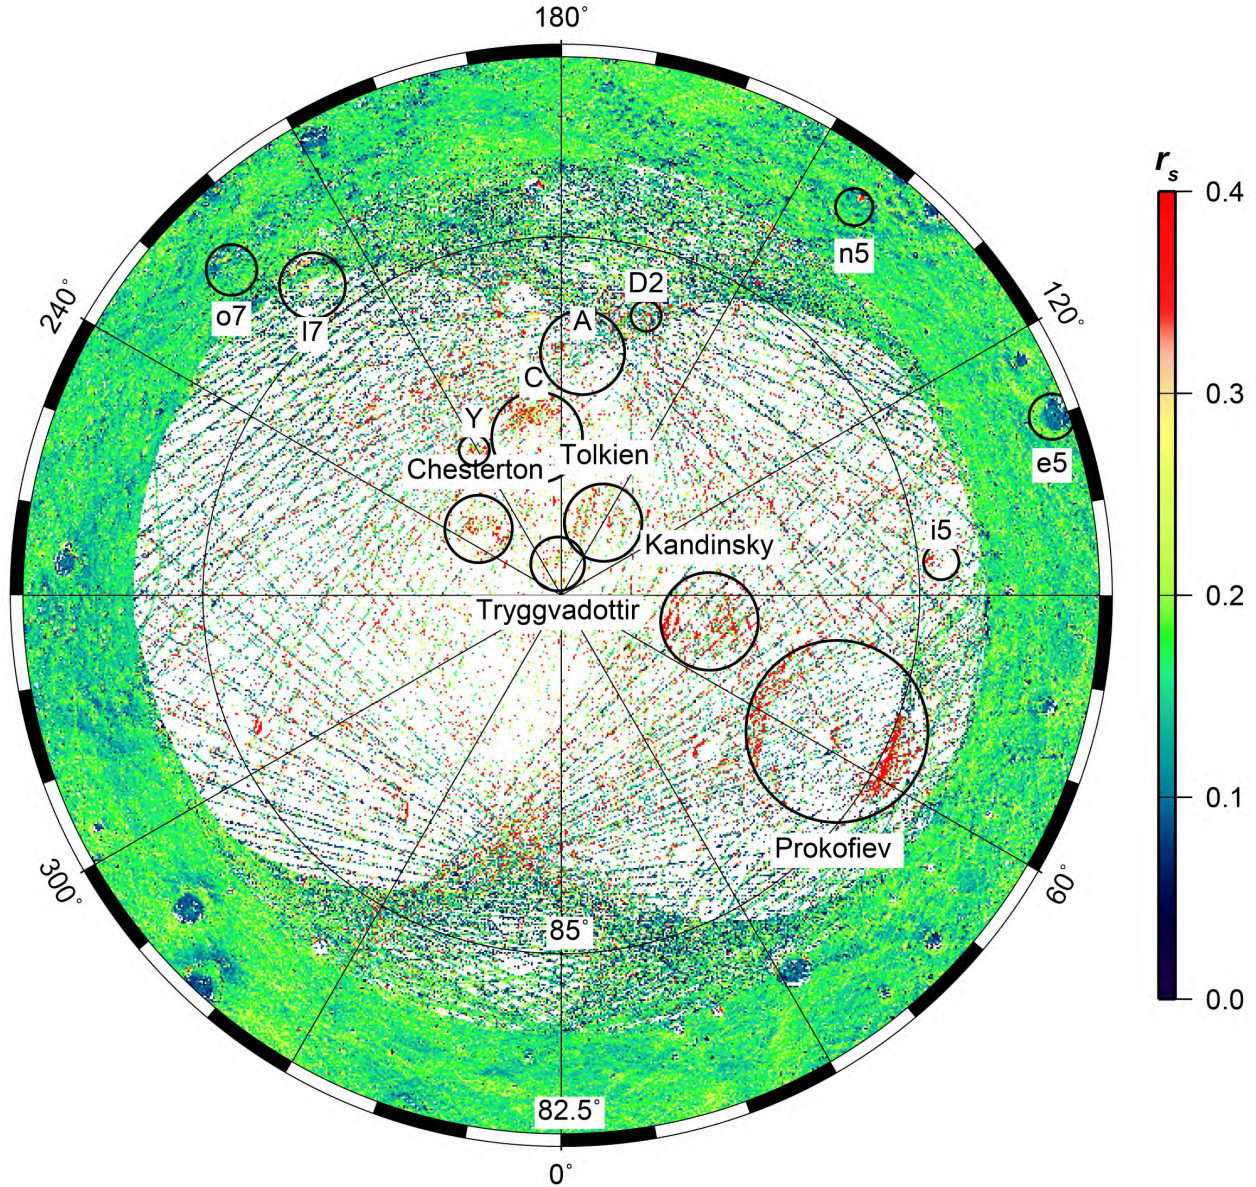 180°
r_s
0.4
n5
D2
120°
240°
o7
l7
A
C
0.3
Y
Tolkien
Chesterton
e5
i5
Kandinsky
0.2
Tryggvadottir
0.1
Prokofiev
300°
60°
85°
0.0
82.5°
0°